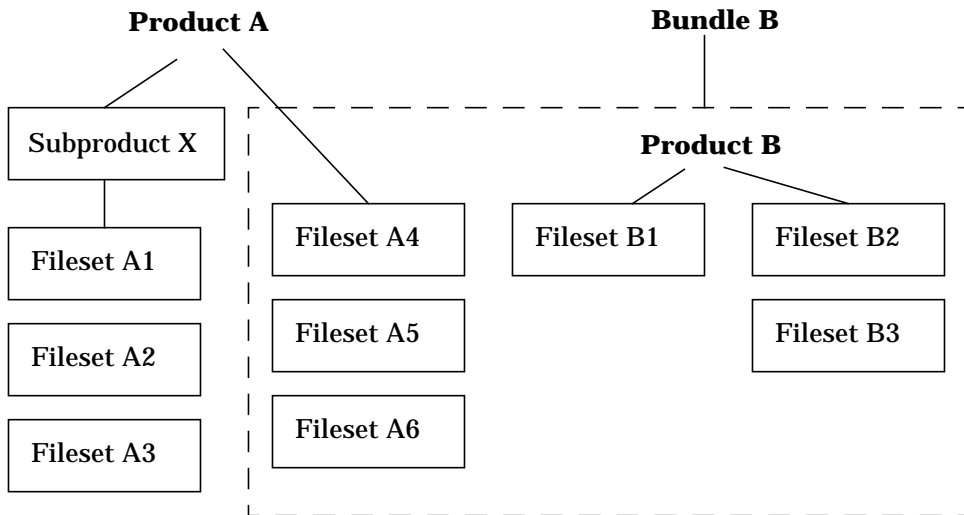 Product A
Bundle B
Subproduct X
Product B
Fileset A1
Fileset A4
Fileset B1
Fileset B2
Fileset A2
Fileset A5
Fileset B3
Fileset A3
Fileset A6